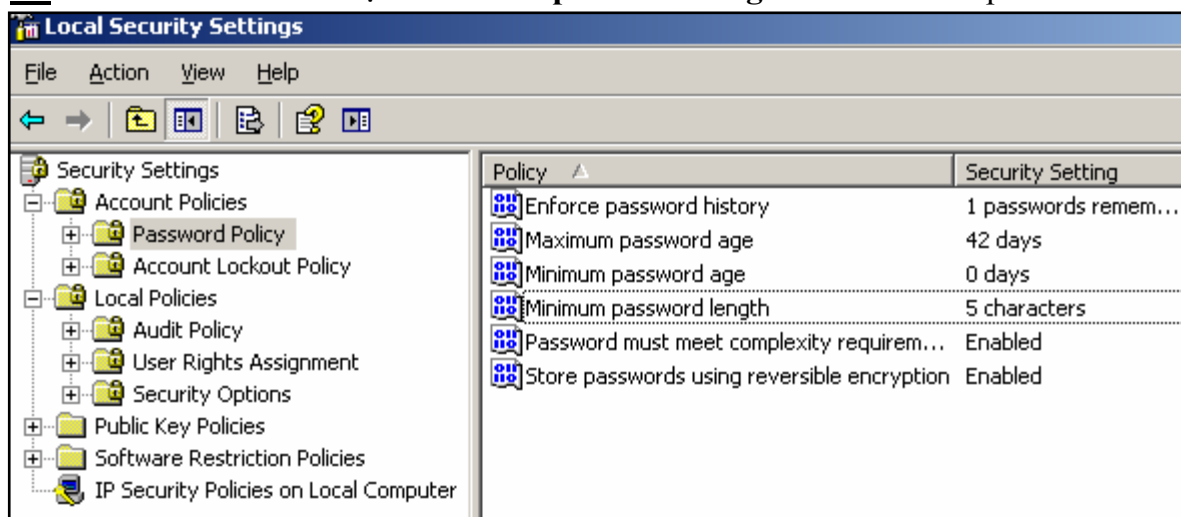 Local Security Settings
File Action View Help
Security Settings
Account Policies
Password Policy
Account Lockout Policy
Local Policies
Audit Policy
User Rights Assignment
Security Options
Public Key Policies
Software Restriction Policies
IP Security Policies on Local Computer
Policy Security Setting
Enforce password history 1 passwords remem...
Maximum password age 42 days
Minimum password age 0 days
Minimum password length 5 characters
Password must meet complexity requirem... Enabled
Store passwords using reversible encryption Enabled